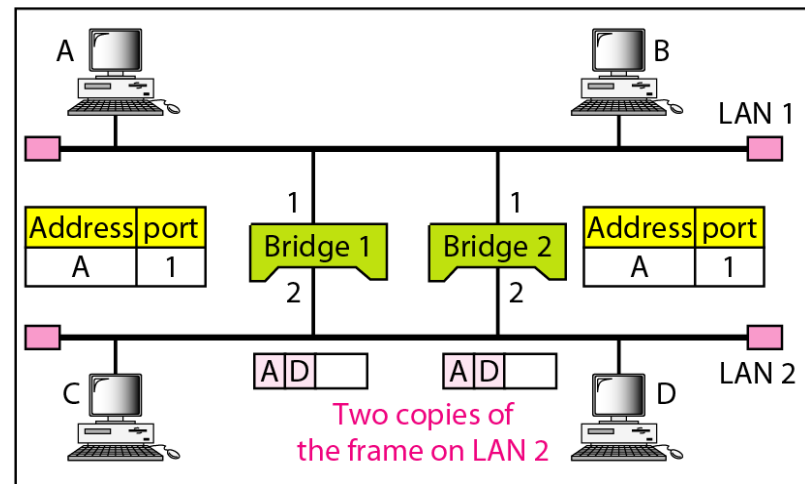 A
B
LAN 1
1
1
Address port
A 1
Bridge 1
Bridge 2
Address port
A 1
2
2
A D
A D
LAN 2
C
D
Two copies of
the frame on LAN 2